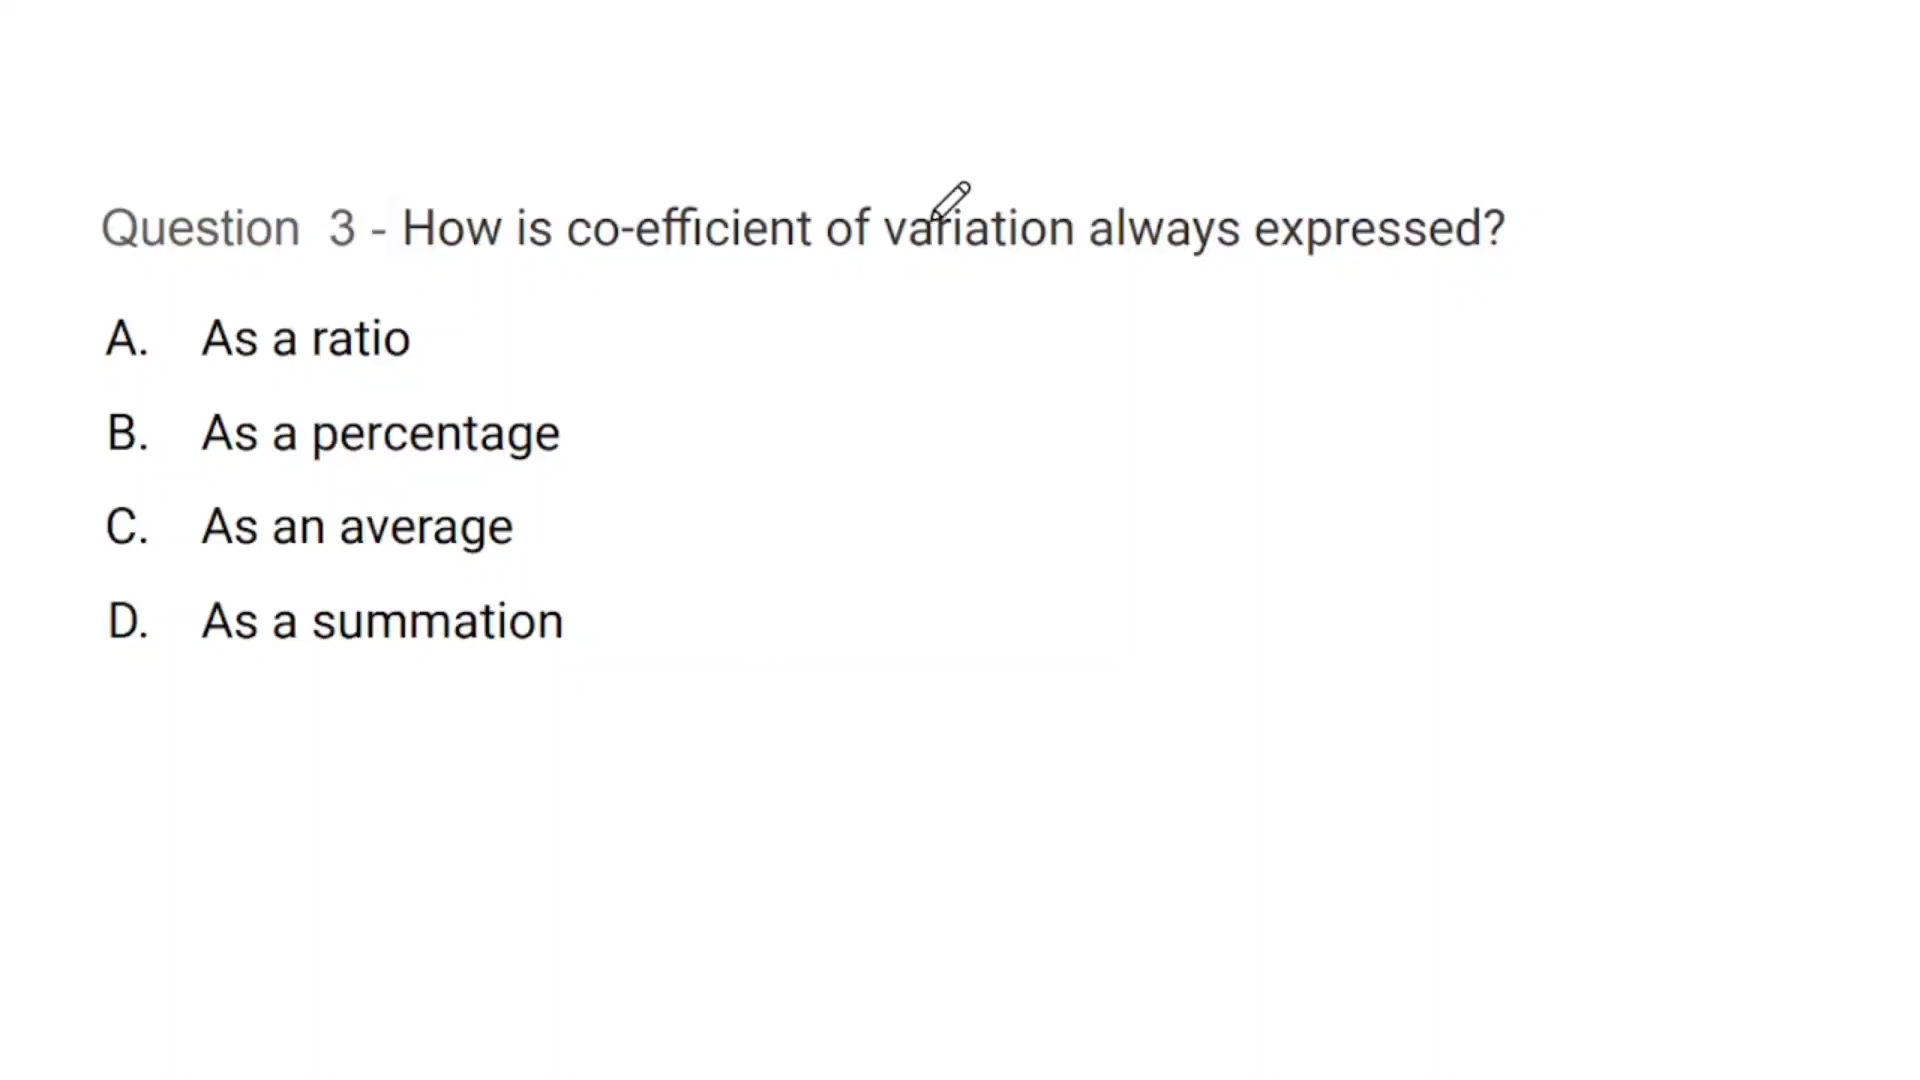 Question 3 - How is co-efficient of variation always expressed?
A. As a ratio
B. As a percentage
C. As an average
D. As a summation